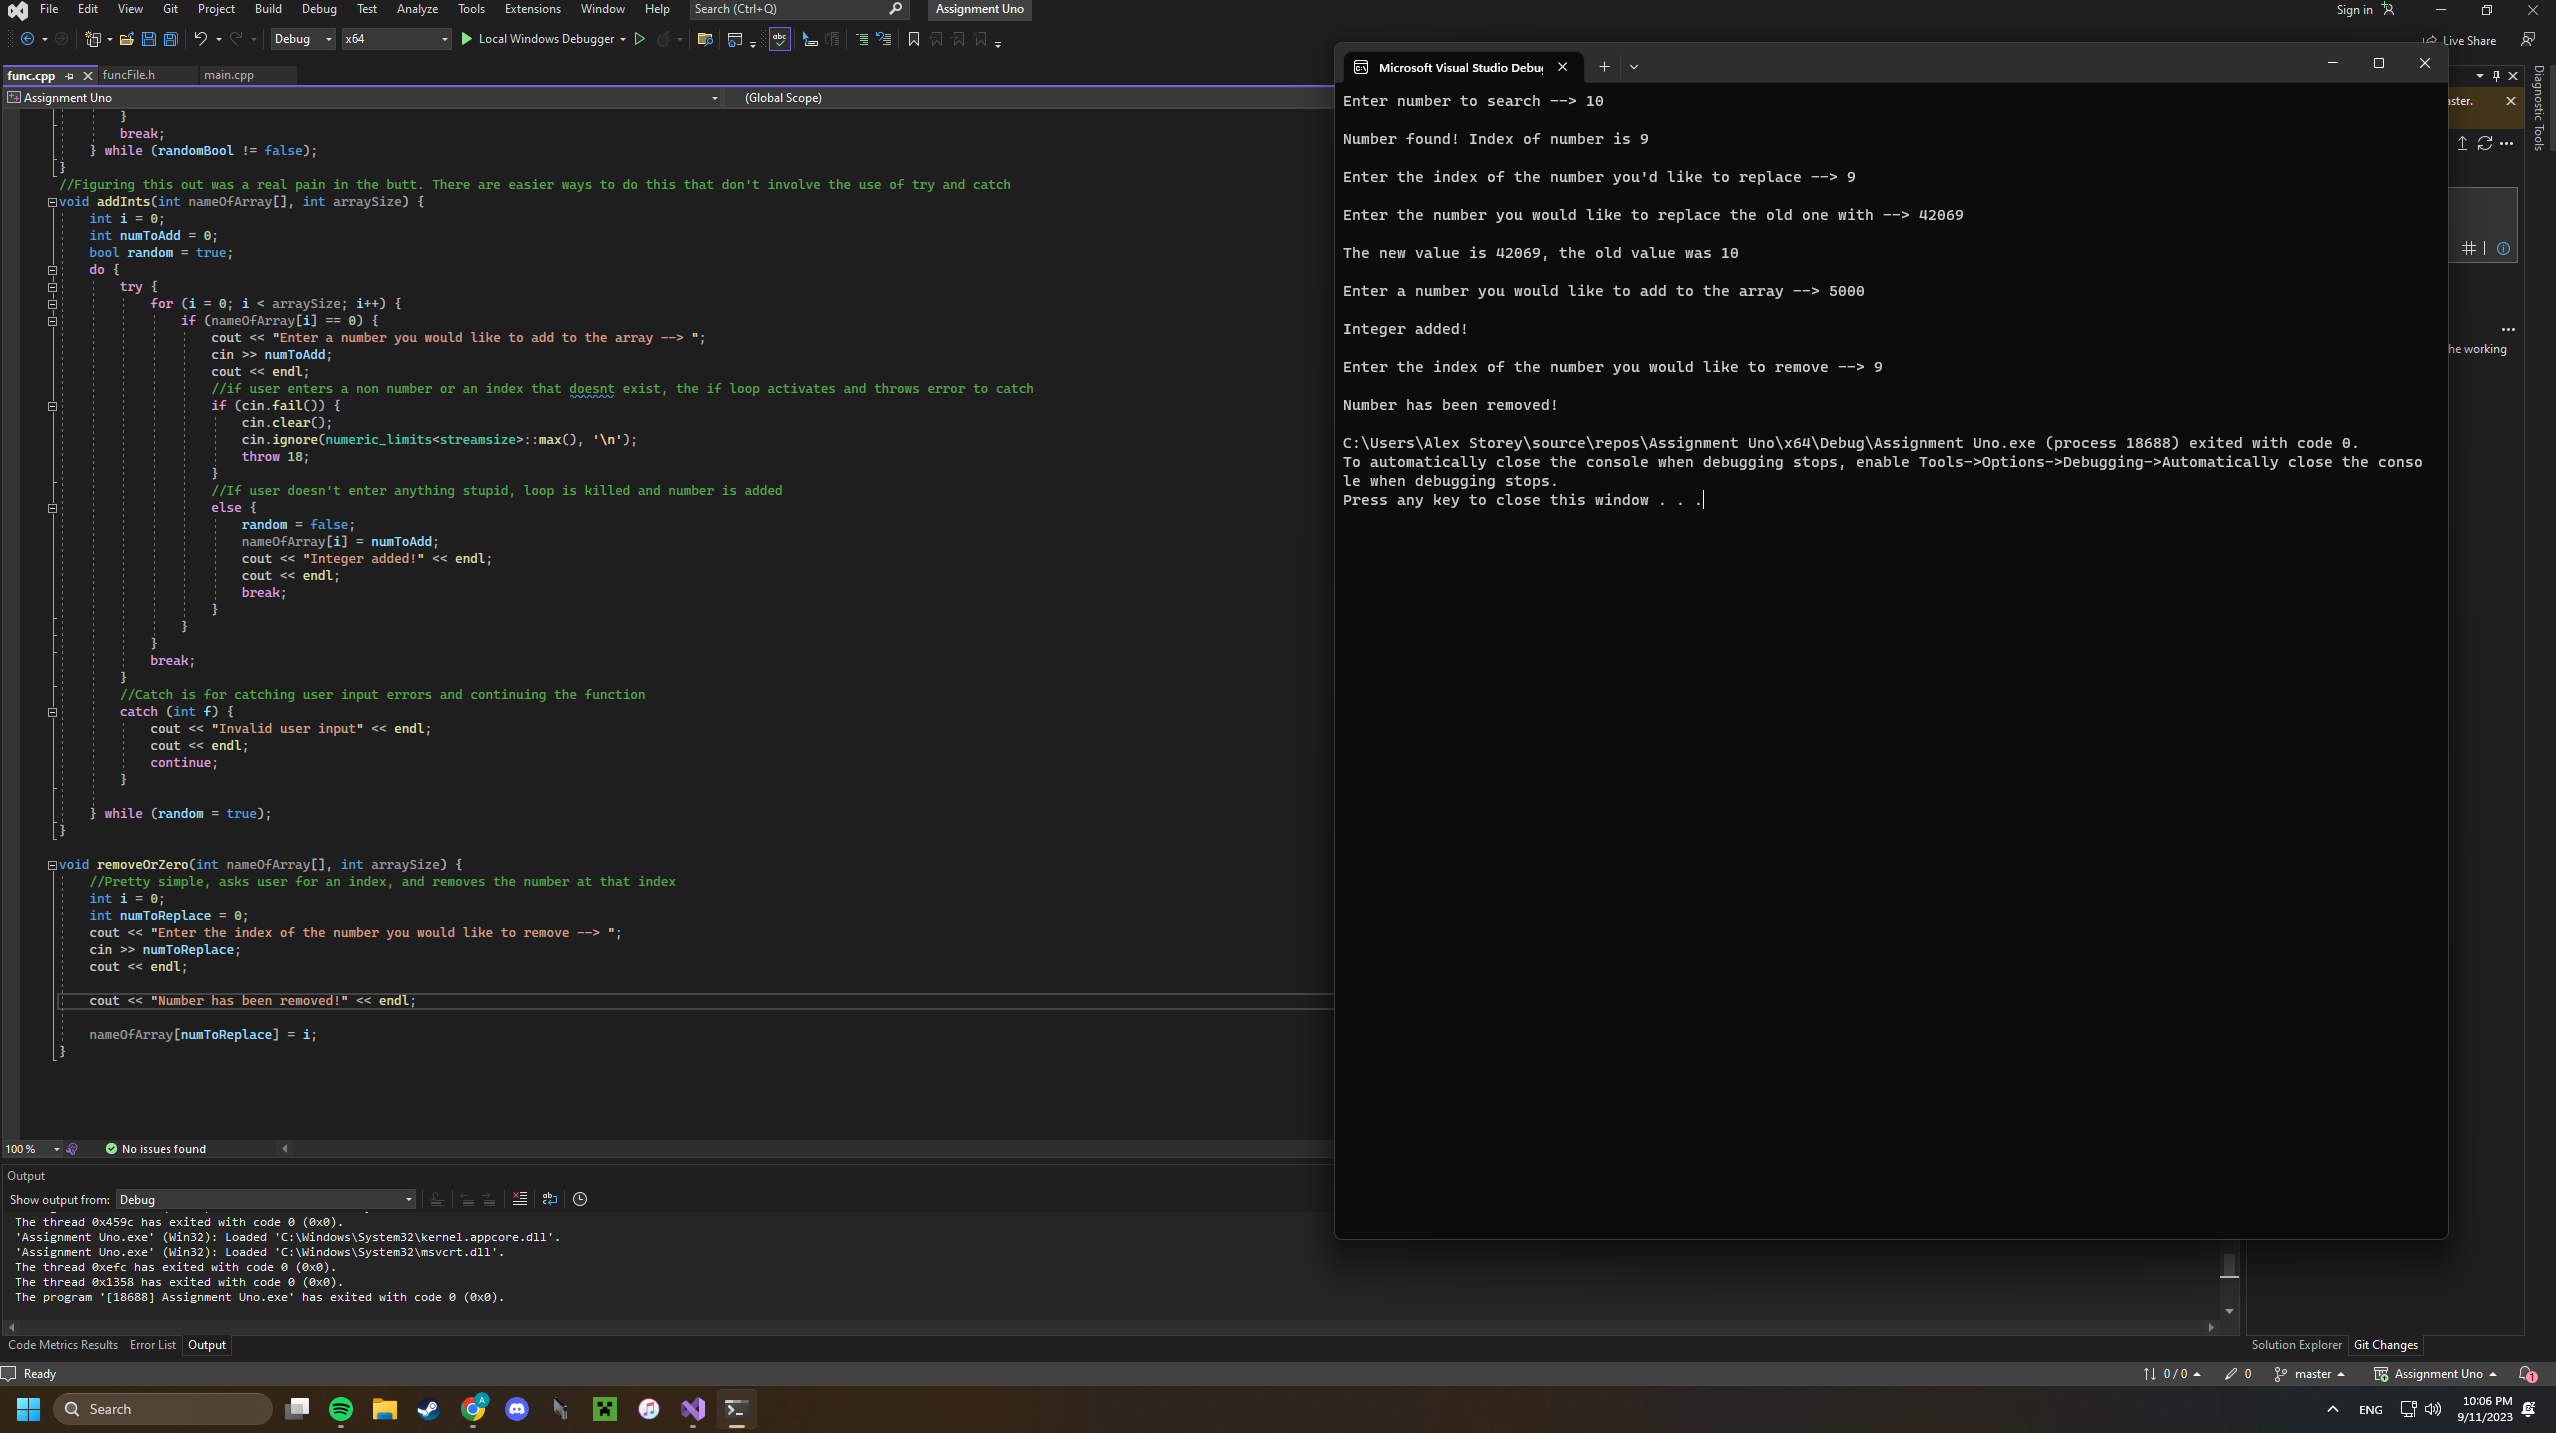 File Edit View Git Project Build Debug Test Analyze Tools Extensions Window Help Search (Ctrl+Q) Assignment Uno Sign in
Debug x64 Local Windows Debugger Live Share
func.cpp funcFile.h main.cpp
Assignment Uno (Global Scope)
}
break;
} while (randomBool != false);
}
//Figuring this out was a real pain in the butt. There are easier ways to do this that don't involve the use of try and catch
void addInts(int nameOfArray[], int arraySize) {
int i = 0;
int numToAdd = 0;
bool random = true;
do {
try {
for (i = 0; i < arraySize; i++) {
if (nameOfArray[i] == 0) {
cout << "Enter a number you would like to add to the array --> ";
cin >> numToAdd;
cout << endl;
//if user enters a non number or an index that doesnt exist, the if loop activates and throws error to catch
if (cin.fail()) {
cin.clear();
cin.ignore(numeric_limits<streamsize>::max(), '\n');
throw 18;
}
//If user doesn't enter anything stupid, loop is killed and number is added
else {
random = false;
nameOfArray[i] = numToAdd;
cout << "Integer added!" << endl;
cout << endl;
break;
}
}
}
break;
}
//Catch is for catching user input errors and continuing the function
catch (int f) {
cout << "Invalid user input" << endl;
cout << endl;
continue;
}
} while (random = true);
}
void removeOrZero(int nameOfArray[], int arraySize) {
//Pretty simple, asks user for an index, and removes the number at that index
int i = 0;
int numToReplace = 0;
cout << "Enter the index of the number you would like to remove --> ";
cin >> numToReplace;
cout << endl;
cout << "Number has been removed!" << endl;
nameOfArray[numToReplace] = i;
}
100 % No issues found
Output
Show output from: Debug
The thread 0x459c has exited with code 0 (0x0).
'Assignment Uno.exe' (Win32): Loaded 'C:\Windows\System32\kernel.appcore.dll'.
'Assignment Uno.exe' (Win32): Loaded 'C:\Windows\System32\msvcrt.dll'.
The thread 0xefc has exited with code 0 (0x0).
The thread 0x1358 has exited with code 0 (0x0).
The program '[18688] Assignment Uno.exe' has exited with code 0 (0x0).
Code Metrics Results Error List Output
Microsoft Visual Studio Debu
Enter number to search --> 10
Number found! Index of number is 9
Enter the index of the number you'd like to replace --> 9
Enter the number you would like to replace the old one with --> 42069
The new value is 42069, the old value was 10
Enter a number you would like to add to the array --> 5000
Integer added!
Enter the index of the number you would like to remove --> 9
Number has been removed!
C:\Users\Alex Storey\source\repos\Assignment Uno\x64\Debug\Assignment Uno.exe (process 18688) exited with code 0.
To automatically close the console when debugging stops, enable Tools->Options->Debugging->Automatically close the conso
le when debugging stops.
Press any key to close this window . . .
ster.
he working
Diagnostic Tools
Solution Explorer Git Changes
Ready 0 / 0 0 master Assignment Uno 1
Search A ENG 10:06 PM
9/11/2023